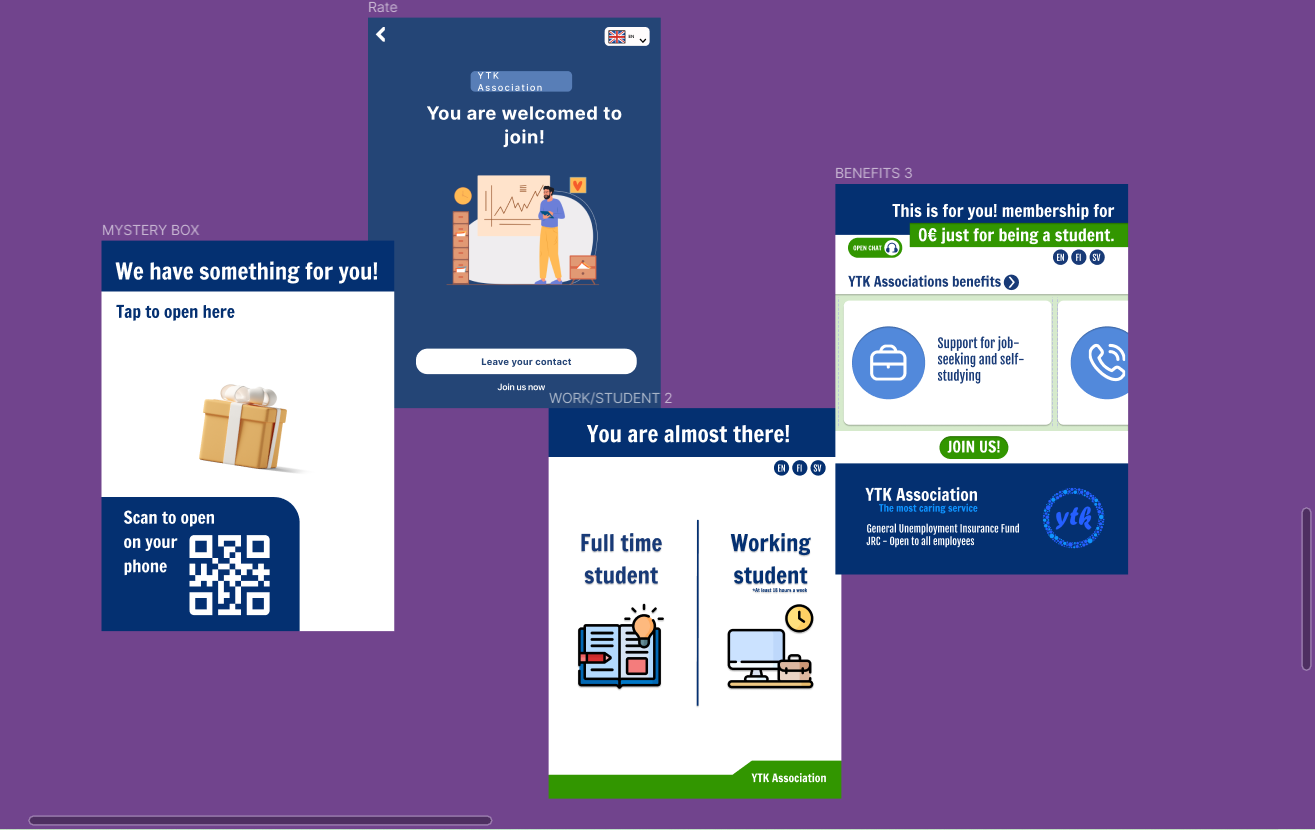 Rate
EN
YTK
Association
You are welcomed to
join!
Leave your contact
Join us now
MYSTERY BOX
We have something for you!
Tap to open here
Scan to open
on your
phone
WORK/STUDENT 2
You are almost there!
EN FI SV
Full time
student
Working
student
*At least 18 hours a week
YTK Association
BENEFITS 3
This is for you! membership for
0€ just for being a student.
OPEN CHAT
EN FI SV
YTK Associations benefits
Support for job-
seeking and self-
studying
JOIN US!
YTK Association
The most caring service
General Unemployment Insurance Fund
JRC - Open to all employees
ytk